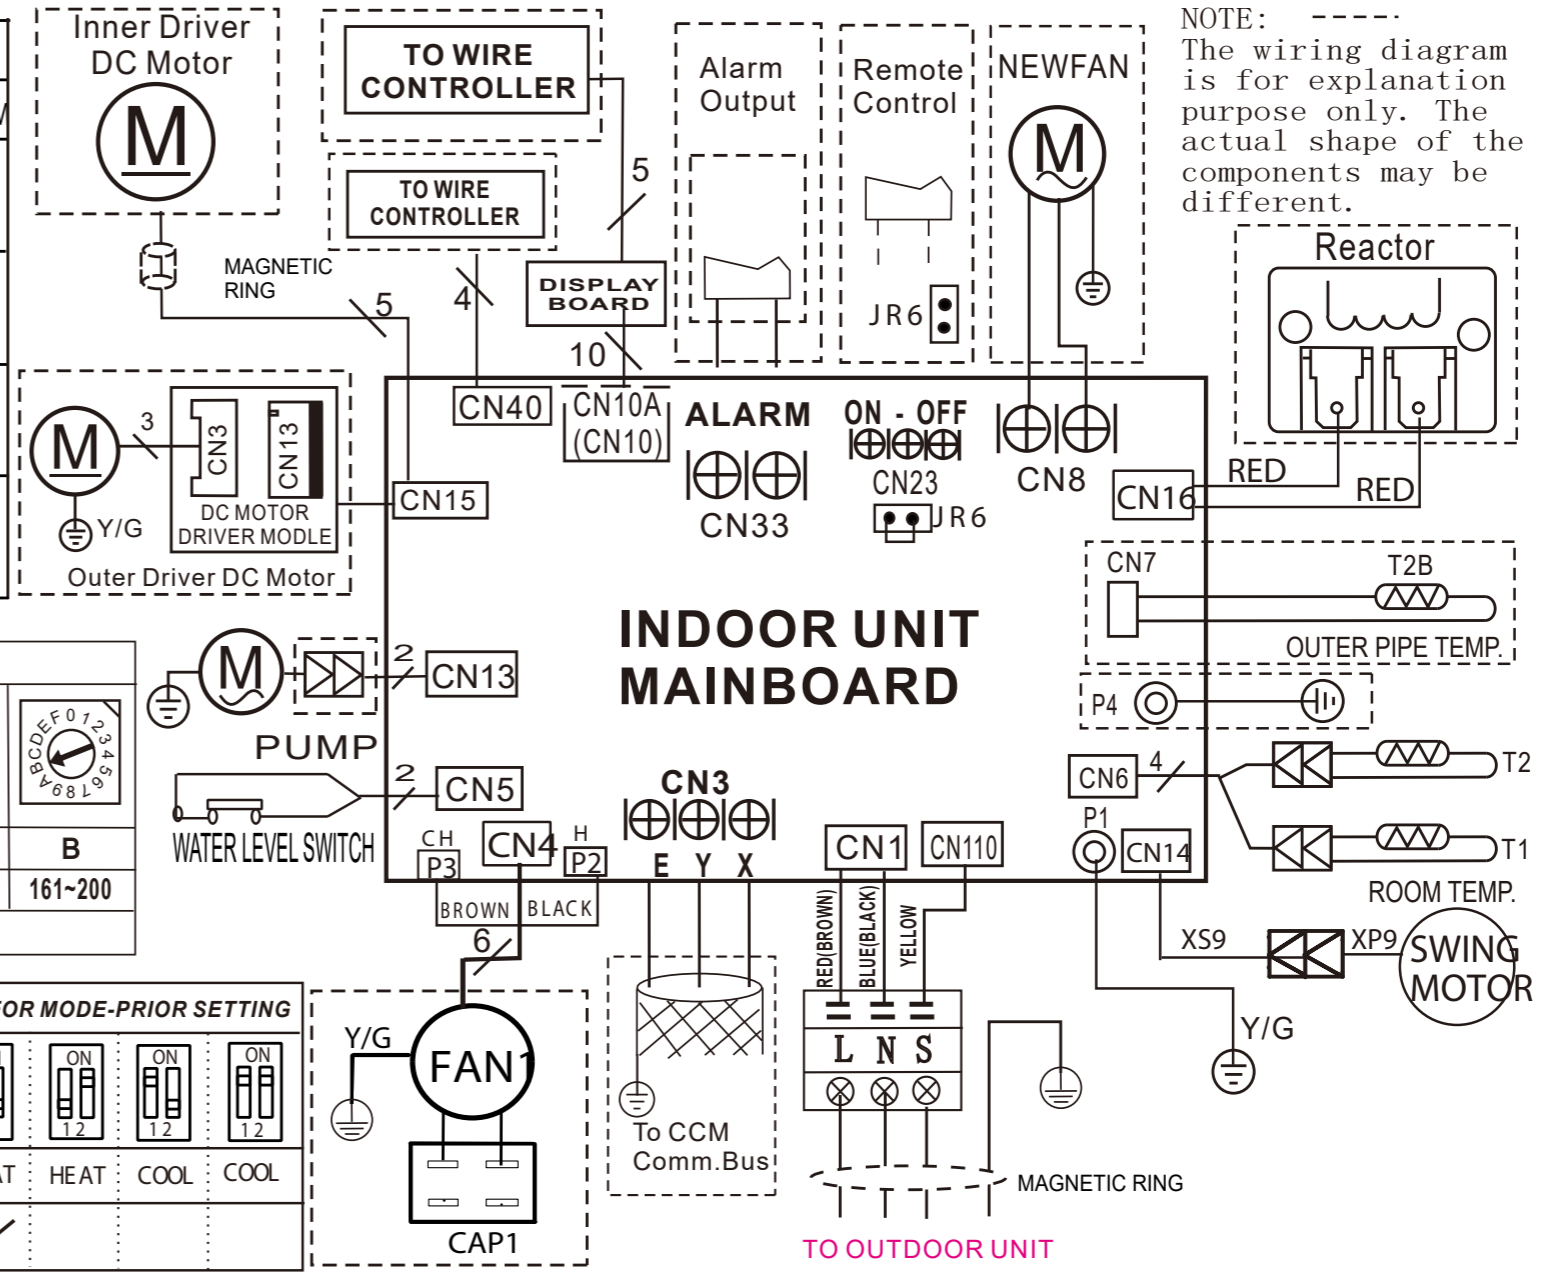 Inner Driver
DC Motor
M
MAGNETIC
RING
5
TO WIRE
CONTROLLER
5
TO WIRE
CONTROLLER
4
DISPLAY
BOARD
10
Alarm
Output
Remote
Control
JR6
NEWFAN
M
NOTE:
The wiring diagram
is for explanation
purpose only. The
actual shape of the
components may be
different.
Reactor
RED
RED
M
3
Y/G
CN3
CN13
DC MOTOR
DRIVER MODLE
Outer Driver DC Motor
CN15
CN40
CN10A
(CN10)
ALARM
CN33
ON - OFF
CN23
JR6
CN8
CN16
INDOOR UNIT
MAINBOARD
CN7
T2B
OUTER PIPE TEMP.
P4
M
2
CN13
PUMP
2
CN5
WATER LEVEL SWITCH
CN6
4
T2
T1
ROOM TEMP.
P1
CN14
XS9
XP9
SWING
MOTOR
Y/G
CH
P3
CN4
H
P2
BROWN
BLACK
6
CN3
E Y X
CN1
CN110
RED(BROWN)
BLUE(BLACK)
YELLOW
L N S
To CCM
Comm.Bus
MAGNETIC RING
TO OUTDOOR UNIT
Y/G
FAN1
CAP1
0123456789ABCDEF
B
161~200
FOR MODE-PRIOR SETTING
ON
12
ON
12
ON
12
HEAT
COOL
COOL